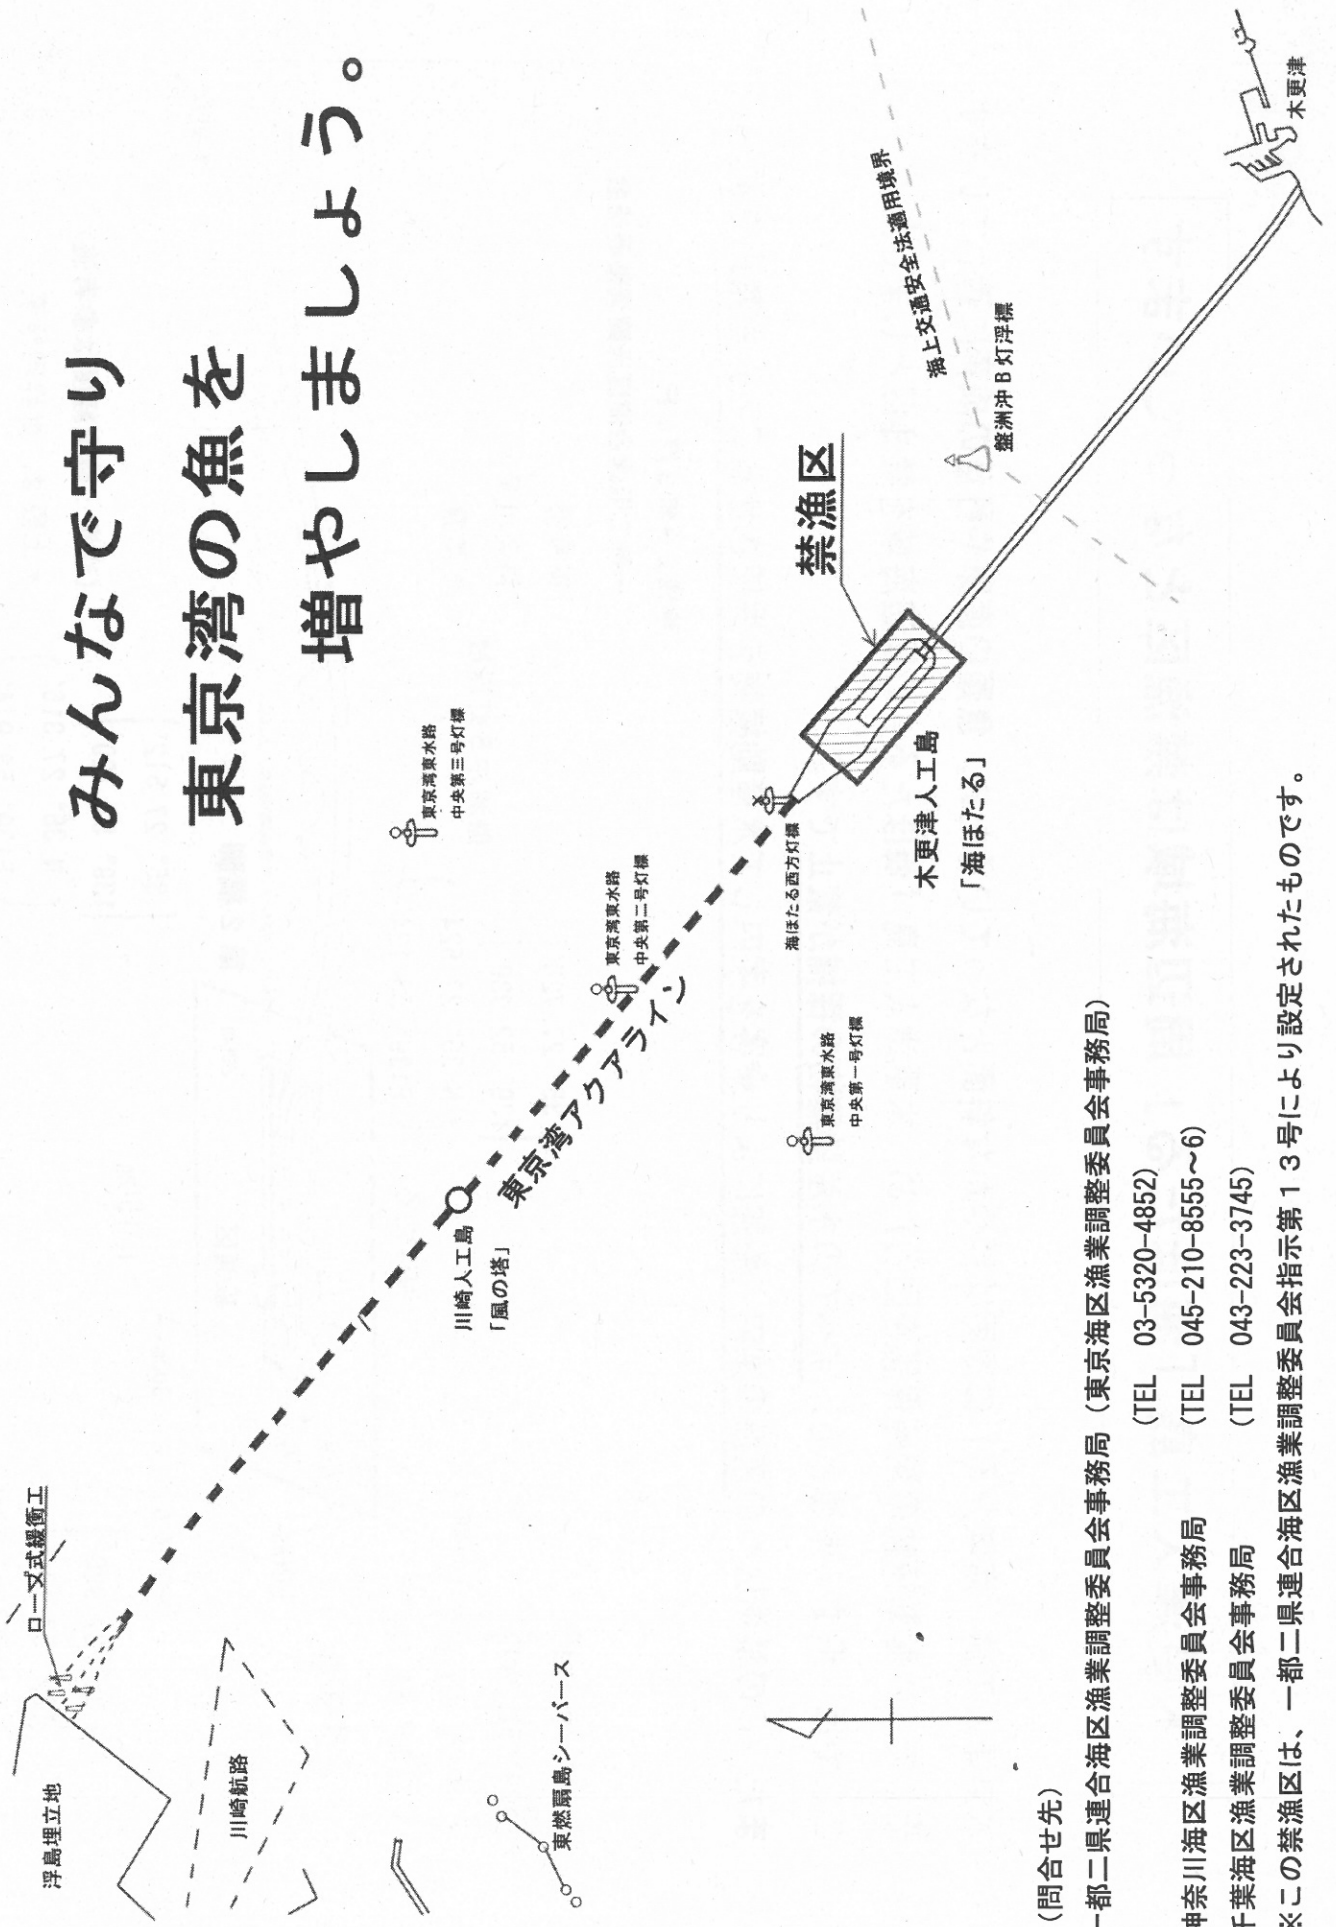 みんなで守り
東京湾の魚を
増やしましょう。
ロープ式緩衝工
浮島埋立地
川崎航路
東燃扇島シーバース
川崎人工島
「風の塔」
東京湾アクアライン
東京湾東水路
中央第三号灯標
東京湾東水路
中央第二号灯標
東京湾東水路
中央第一号灯標
海ほたる西方灯標
木更津人工島
「海ほたる」
禁漁区
海上交通安全法適用境界
盤洲沖B灯浮標
木更津
(問合せ先)
一都二県連合海区漁業調整委員会事務局(東京海区漁業調整委員会事務局)
(TEL 03-5320-4852)
神奈川海区漁業調整委員会事務局 (TEL 045-210-8555~6)
千葉海区漁業調整委員会事務局 (TEL 043-223-3745)
※この禁漁区は、一都二県連合海区漁業調整委員会指示第13号により設定されたものです。